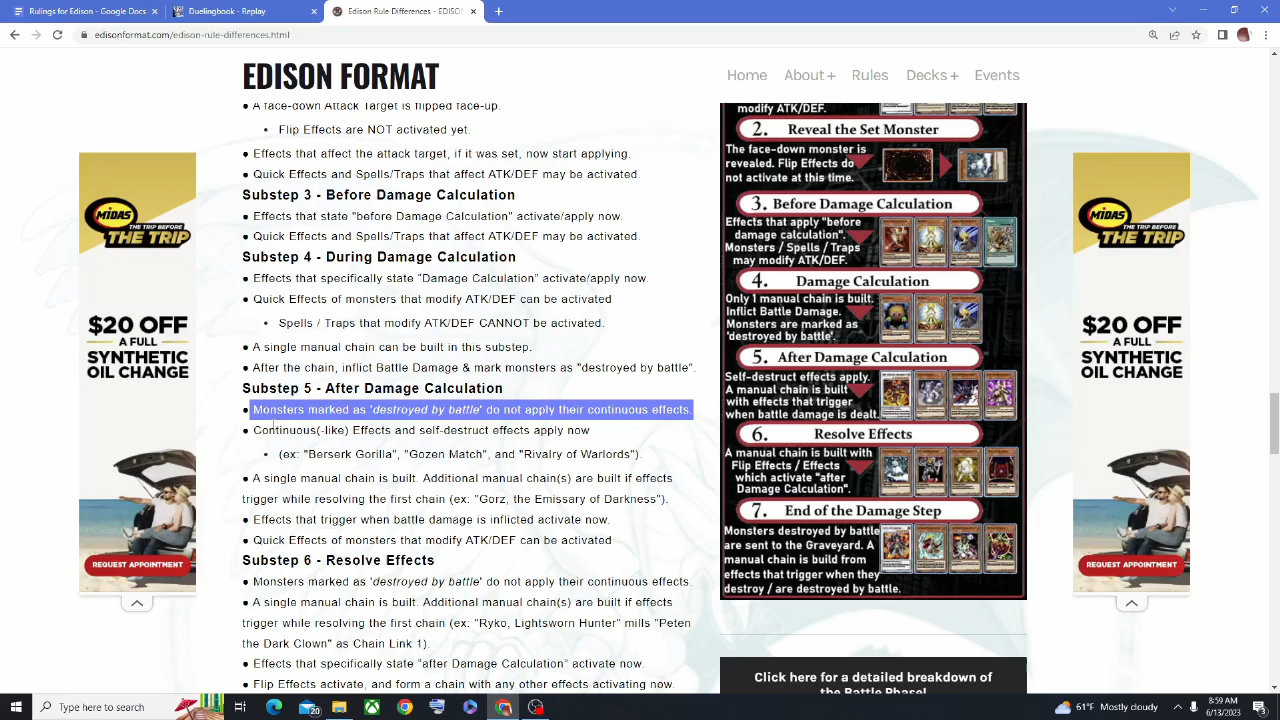 Rulings for Yugioh - Duelingbook
Edison Rule Differences - EDISON
edisonformat.com/edison-rule-differences.html
EDISON FORMAT
Home
About +
Rules
Decks +
Events
● A face-down Attack Target is flipped face-up.
• Flip Effects are NOT activated yet.
● Effects that affect the attack target, if it was set, now start applying.
● Quick Effects and Spells/Traps that affect ATK/DEF may be activated.
Substep 3 - Before Damage Calculation
● Effects that state "before Damage Calculation" activate/apply now.
● Quick Effects and Spells/Traps that affect ATK/DEF may be activated.
Substep 4 - During Damage Calculation
● Effects that specifically state "Damage Calculation" activate/apply now.
● Quick Effects of monsters that modify ATK/DEF can be activated
• Spells / Traps that modify ATK/DEF CANNOT be activated.
● Only one manual chain can be built in this substep.
● After the chain, inflict Battle Damage & mark monsters as "destroyed by battle".
Substep 5 - After Damage Calculation
● Monsters marked as 'destroyed by battle' do not apply their continuous effects.
● Continuous(-like) Effects and self-destruct effects apply now
(ex: "Berserk Gorilla", "Gozen Match", and "Rivalry of Warlords").
● A single manual chain is built. Additional manual chain(s) are built if effects
trigger while resolving the first chain (ex: "Gorz, the Emissary of Darkness").
● Effects that trigger when battle damage is inflicted activate now.
● Quick Effects of monsters that modify ATK/DEF can be activated
Substep 6 - Resolve Effects
● Monsters marked as 'destroyed by battle' do not apply their continuous effects.
● A single manual chain is built. Additional manual chain(s) are built if effects
trigger while resolving the first chain (ex: "Ryko, Lightsworn Hunter" mills "Peten
the Dark Clown" as Chain Link 1).
● Effects that specifically state "after Damage Calculation" activate now.
● Flip Effects activate, and form a chain with any other effects activating now.
modify ATK/DEF.
2. Reveal the Set Monster
The face-down monster is
revealed. Flip Effects do
not activate at this time.
3. Before Damage Calculation
Effects that apply "before
damage calculation".
Monsters / Spells / Traps
may modify ATK/DEF.
4. Damage Calculation
Only 1 manual chain is built.
Inflict Battle Damage.
Monsters are marked as
'destroyed by battle'.
5. After Damage Calculation
Self-destruct effects apply.
A manual chain is built
with effects that trigger
when battle damage is dealt.
6. Resolve Effects
A manual chain is built with
Flip Effects / Effects
which activate "after
Damage Calculation".
7. End of the Damage Step
Monsters destroyed by battle
are sent to the Graveyard. A
manual chain is build from
effects that trigger when they
destroy / are destroyed by battle.
Click here for a detailed breakdown of
the Battle Phase!
MIDAS
THE TRIP BEFORE
THE TRIP
$20 OFF
A FULL
SYNTHETIC
OIL CHANGE
REQUEST APPOINTMENT
MIDAS
THE TRIP BEFORE
THE TRIP
$20 OFF
A FULL
SYNTHETIC
OIL CHANGE
REQUEST APPOINTMENT
Type here to search
61°F Mostly sunny
8:59 AM
6/13/2023